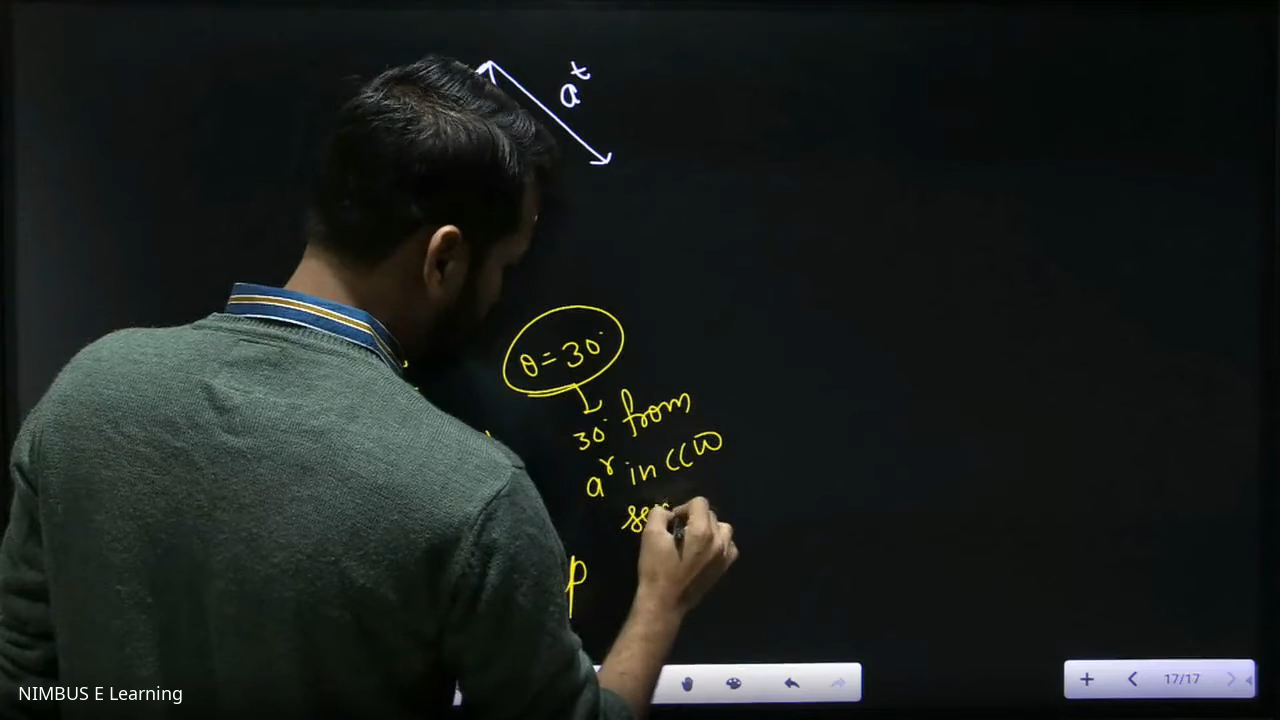 a^t
θ = 30°
30° from
a^r in CCW
p
NIMBUS E Learning
17/17